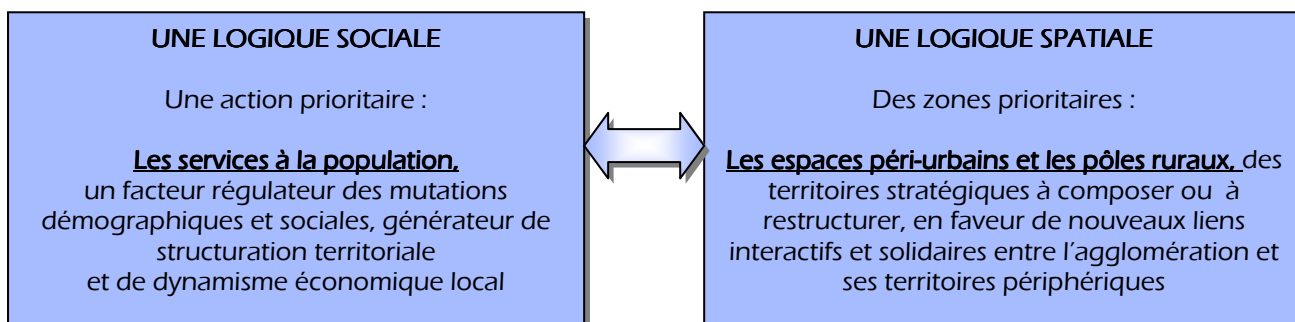 UNE LOGIQUE SOCIALE
Une action prioritaire :
Les services à la population,
un facteur régulateur des mutations
démographiques et sociales, générateur de
structuration territoriale
et de dynamisme économique local
UNE LOGIQUE SPATIALE
Des zones prioritaires :
Les espaces péri-urbains et les pôles ruraux, des
territoires stratégiques à composer ou à
restructurer, en faveur de nouveaux liens
interactifs et solidaires entre l'agglomération et
ses territoires périphériques